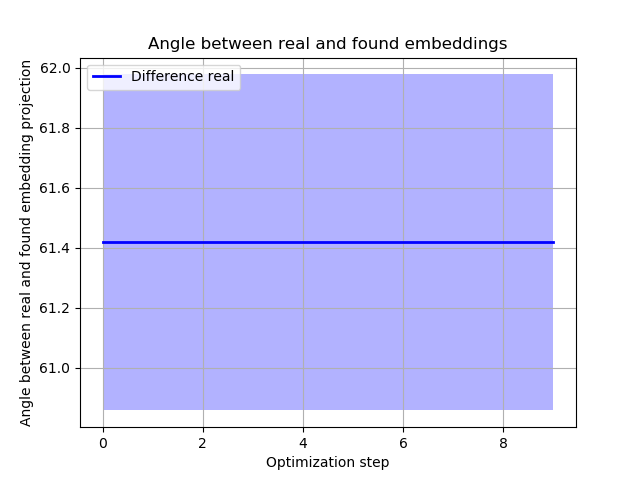 Angle between real and found embeddings
Difference real
Angle between real and found embedding projection
62.0
61.8
61.6
61.4
61.2
61.0
0 2 4 6 8
Optimization step